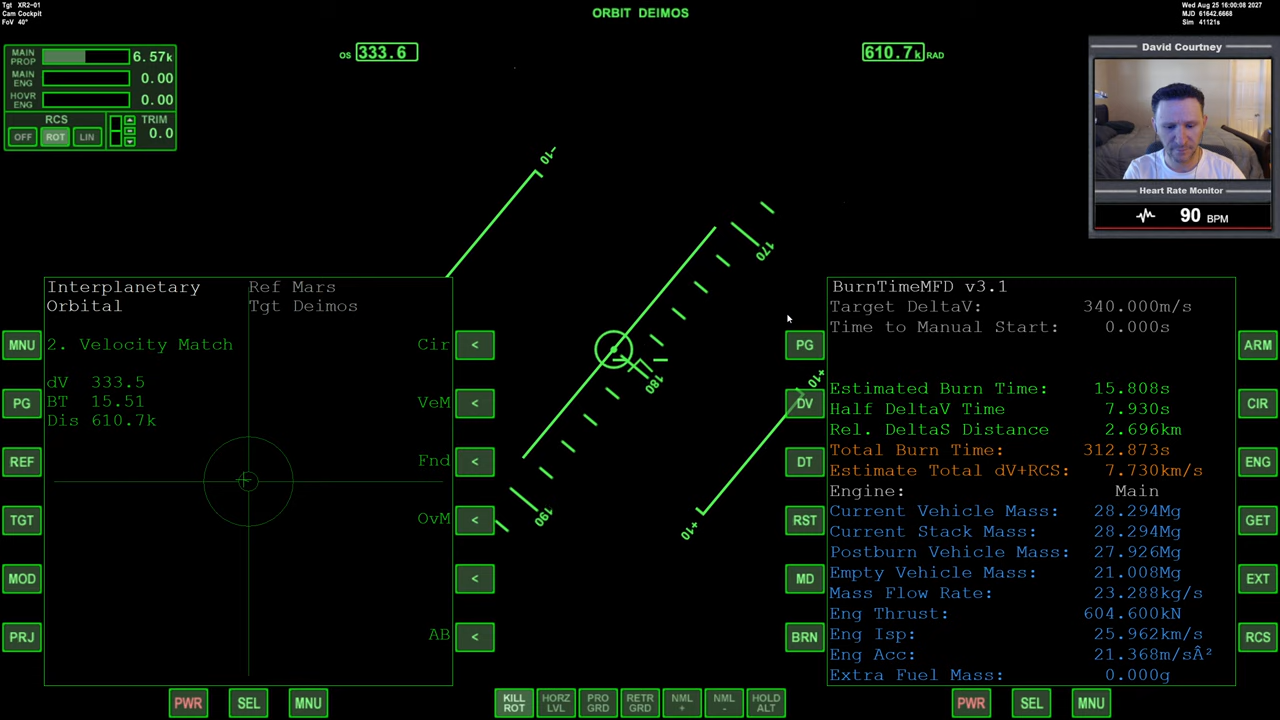 Tgt XR2-01
Cam Cockpit
FoV 40°
ORBIT DEIMOS
Wed Aug 25 16:00:08 2027
MJD 61642.6668
Sim 41121s
MAIN PROP 6.57k
MAIN ENG 0.00
HOVR ENG 0.00
RCS TRIM
OFF ROT LIN 0.0
OS 333.6
610.7k RAD
David Courtney
Heart Rate Monitor
90 BPM
-10
170
180
190
+10
+10
Interplanetary Ref Mars
Orbital Tgt Deimos
2. Velocity Match
dV 333.5
BT 15.51
Dis 610.7k
Cir
VeM
Fnd
OvM
AB
MNU
PG
REF
TGT
MOD
PRJ
<
<
<
<
<
<
PWR SEL MNU
KILL ROT
HORZ LVL
PRO GRD
RETR GRD
NML +
NML -
HOLD ALT
BurnTimeMFD v3.1
Target DeltaV: 340.000m/s
Time to Manual Start: 0.000s
Estimated Burn Time: 15.808s
Half DeltaV Time 7.930s
Rel. DeltaS Distance 2.696km
Total Burn Time: 312.873s
Estimate Total dV+RCS: 7.730km/s
Engine: Main
Current Vehicle Mass: 28.294Mg
Current Stack Mass: 28.294Mg
Postburn Vehicle Mass: 27.926Mg
Empty Vehicle Mass: 21.008Mg
Mass Flow Rate: 23.288kg/s
Eng Thrust: 604.600kN
Eng Isp: 25.962km/s
Eng Acc: 21.368m/sÂ²
Extra Fuel Mass: 0.000g
PG
DV
DT
RST
MD
BRN
ARM
CIR
ENG
GET
EXT
RCS
PWR SEL MNU